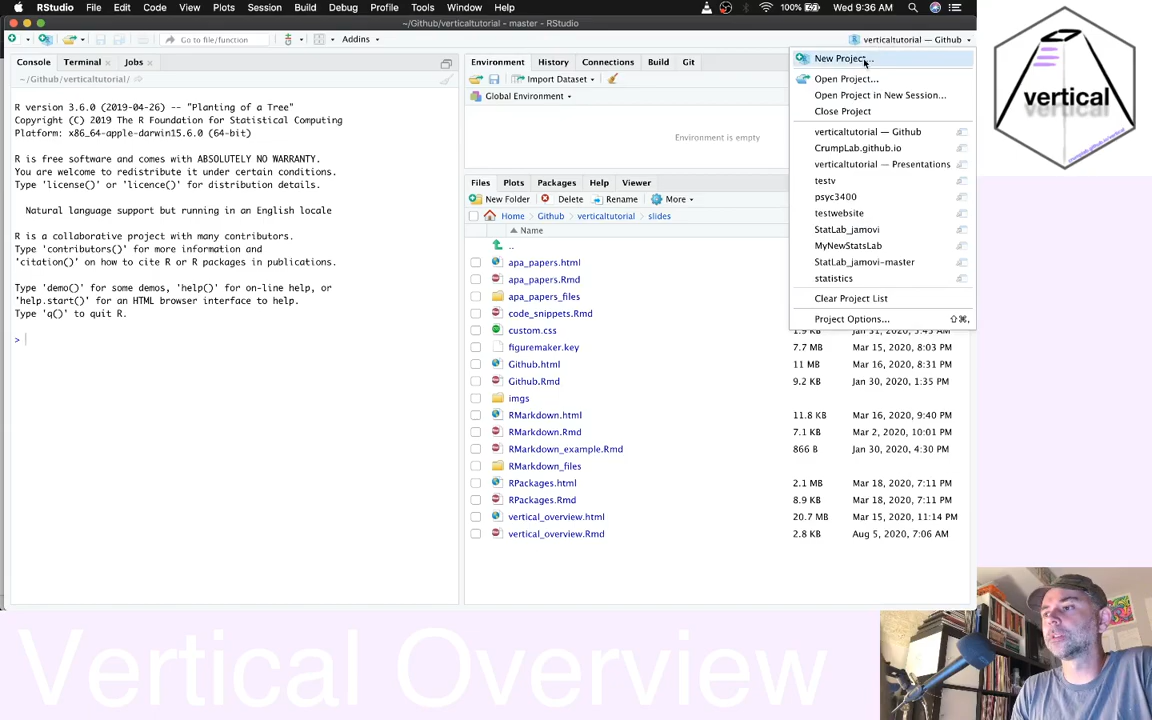 RStudio File Edit Code View Plots Session Build Debug Profile Tools Window Help 100% Wed 9:36 AM
~/Github/verticaltutorial - master - RStudio
Go to file/function Addins verticaltutorial — Github
Console Terminal Jobs
~/Github/verticaltutorial/
R version 3.6.0 (2019-04-26) -- "Planting of a Tree"
Copyright (C) 2019 The R Foundation for Statistical Computing
Platform: x86_64-apple-darwin15.6.0 (64-bit)
R is free software and comes with ABSOLUTELY NO WARRANTY.
You are welcome to redistribute it under certain conditions.
Type 'license()' or 'licence()' for distribution details.
Natural language support but running in an English locale
R is a collaborative project with many contributors.
Type 'contributors()' for more information and
'citation()' on how to cite R or R packages in publications.
Type 'demo()' for some demos, 'help()' for on-line help, or
'help.start()' for an HTML browser interface to help.
Type 'q()' to quit R.
>
Environment History Connections Build Git
Import Dataset
Global Environment
Environment is empty
Files Plots Packages Help Viewer
New Folder Delete Rename More
Home Github verticaltutorial slides
Name
..
apa_papers.html
apa_papers.Rmd
apa_papers_files
code_snippets.Rmd
custom.css 1.9 KB Jan 31, 5:45 AM
figuremaker.key 7.7 MB Mar 15, 2020, 8:03 PM
Github.html 11 MB Mar 16, 2020, 8:31 PM
Github.Rmd 9.2 KB Jan 30, 2020, 1:35 PM
imgs
RMarkdown.html 11.8 KB Mar 16, 2020, 9:40 PM
RMarkdown.Rmd 7.1 KB Mar 2, 2020, 10:01 PM
RMarkdown_example.Rmd 866 B Jan 30, 2020, 4:30 PM
RMarkdown_files
RPackages.html 2.1 MB Mar 18, 2020, 7:11 PM
RPackages.Rmd 8.9 KB Mar 18, 2020, 7:11 PM
vertical_overview.html 20.7 MB Mar 15, 2020, 11:14 PM
vertical_overview.Rmd 2.8 KB Aug 5, 2020, 7:06 AM
New Project...
Open Project...
Open Project in New Session...
Close Project
verticaltutorial — Github
CrumpLab.github.io
verticaltutorial — Presentations
testv
psyc3400
testwebsite
StatLab_jamovi
MyNewStatsLab
StatLab_jamovi-master
statistics
Clear Project List
Project Options... ⇧⌘,
vertical
crumplab.github.io/vertical
Vertical Overview